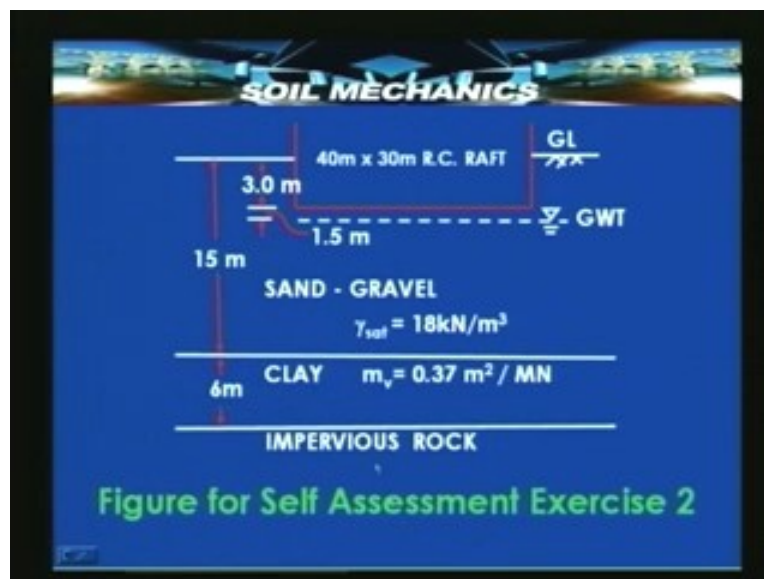 SOIL MECHANICS
GL
40m x 30m R.C. RAFT
3.0 m
GWT
1.5 m
15 m
SAND - GRAVEL
γsat = 18kN/m³
CLAY mv= 0.37 m² / MN
6m
IMPERVIOUS ROCK
Figure for Self Assessment Exercise 2